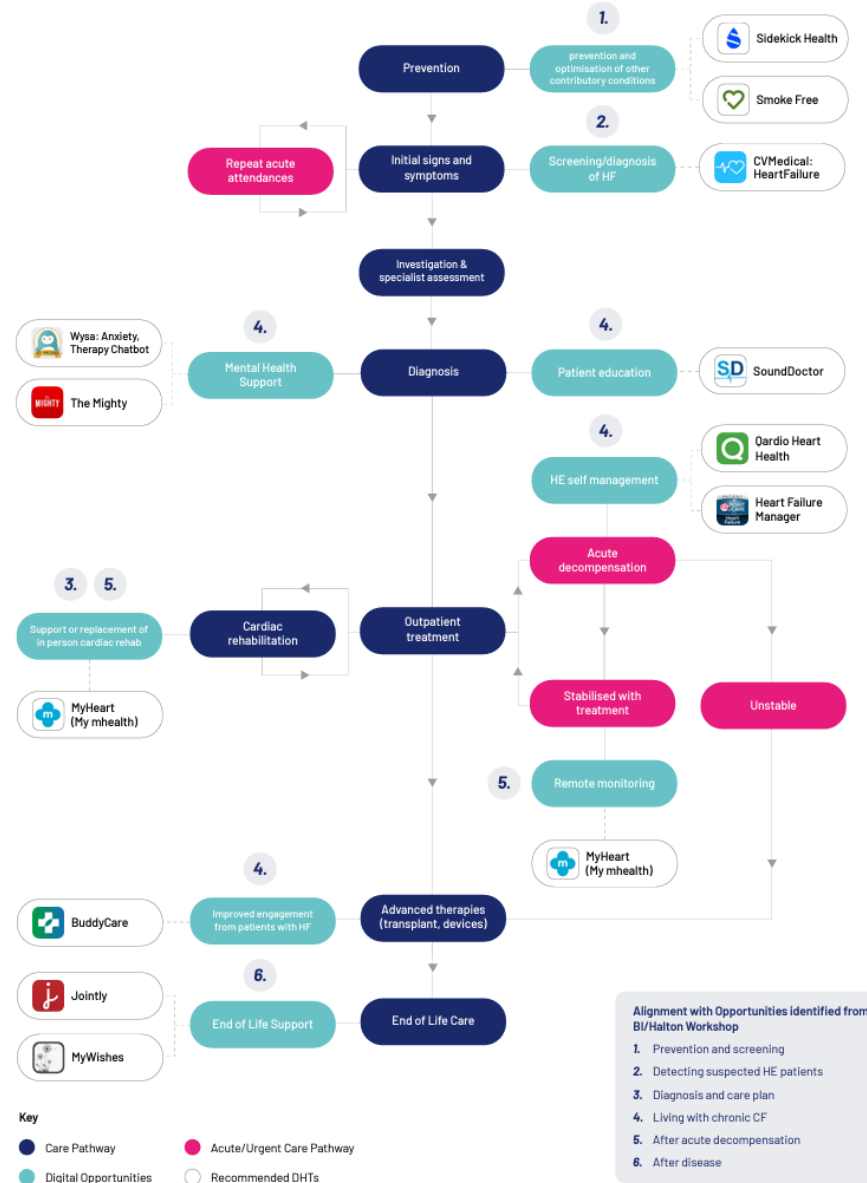 1.
Sidekick Health
Prevention
prevention and
optimisation of other
contributory conditions
Smoke Free
2.
Repeat acute
attendances
Initial signs and
symptoms
Screening/diagnosis
of HF
CVMedical:
HeartFailure
Investigation &
specialist assessment
4.
4.
Wysa: Anxiety,
Therapy Chatbot
Mental Health
Support
Diagnosis
Patient education
SD
SoundDoctor
MIGHTY
The Mighty
4.
Qardio Heart
Health
HE self management
Heart Failure
Heart Failure
Manager
Acute
decompensation
3.
5.
Support or replacement of
in person cardiac rehab
Cardiac
rehabilitation
Outpatient
treatment
m
MyHeart
(My mhealth)
Stabilised with
treatment
Unstable
5.
Remote monitoring
m
MyHeart
(My mhealth)
4.
BuddyCare
Improved engagement
from patients with HF
Advanced therapies
(transplant, devices)
6.
j
Jointly
End of Life Support
End of Life Care
MyWishes
Alignment with Opportunities identified from
BI/Halton Workshop
1. Prevention and screening
2. Detecting suspected HE patients
3. Diagnosis and care plan
4. Living with chronic CF
5. After acute decompensation
6. After disease
Key
Care Pathway
Acute/Urgent Care Pathway
Digital Opportunities
Recommended DHTs